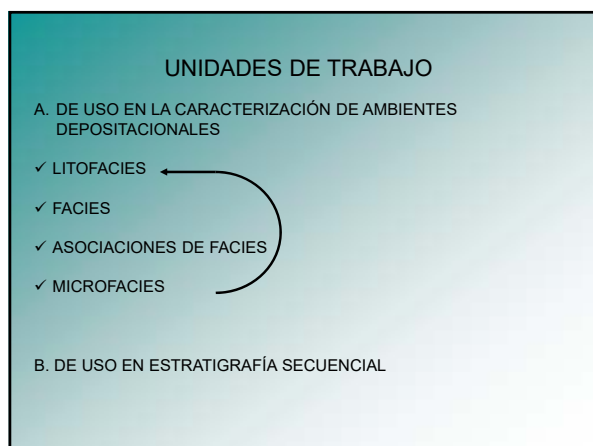 UNIDADES DE TRABAJO
A. DE USO EN LA CARACTERIZACIÓN DE AMBIENTES
DEPOSITACIONALES
✓ LITOFACIES
✓ FACIES
✓ ASOCIACIONES DE FACIES
✓ MICROFACIES
B. DE USO EN ESTRATIGRAFÍA SECUENCIAL